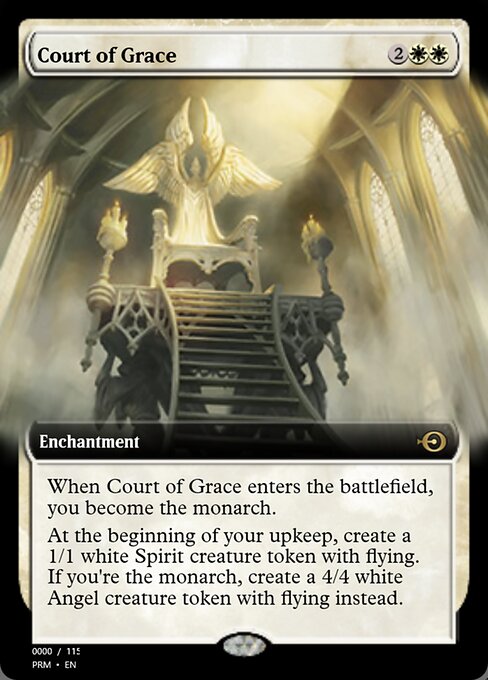 Court of Grace 2
Enchantment
When Court of Grace enters the battlefield,
you become the monarch.
At the beginning of your upkeep, create a
1/1 white Spirit creature token with flying.
If you're the monarch, create a 4/4 white
Angel creature token with flying instead.
0000 / 115
PRM • EN